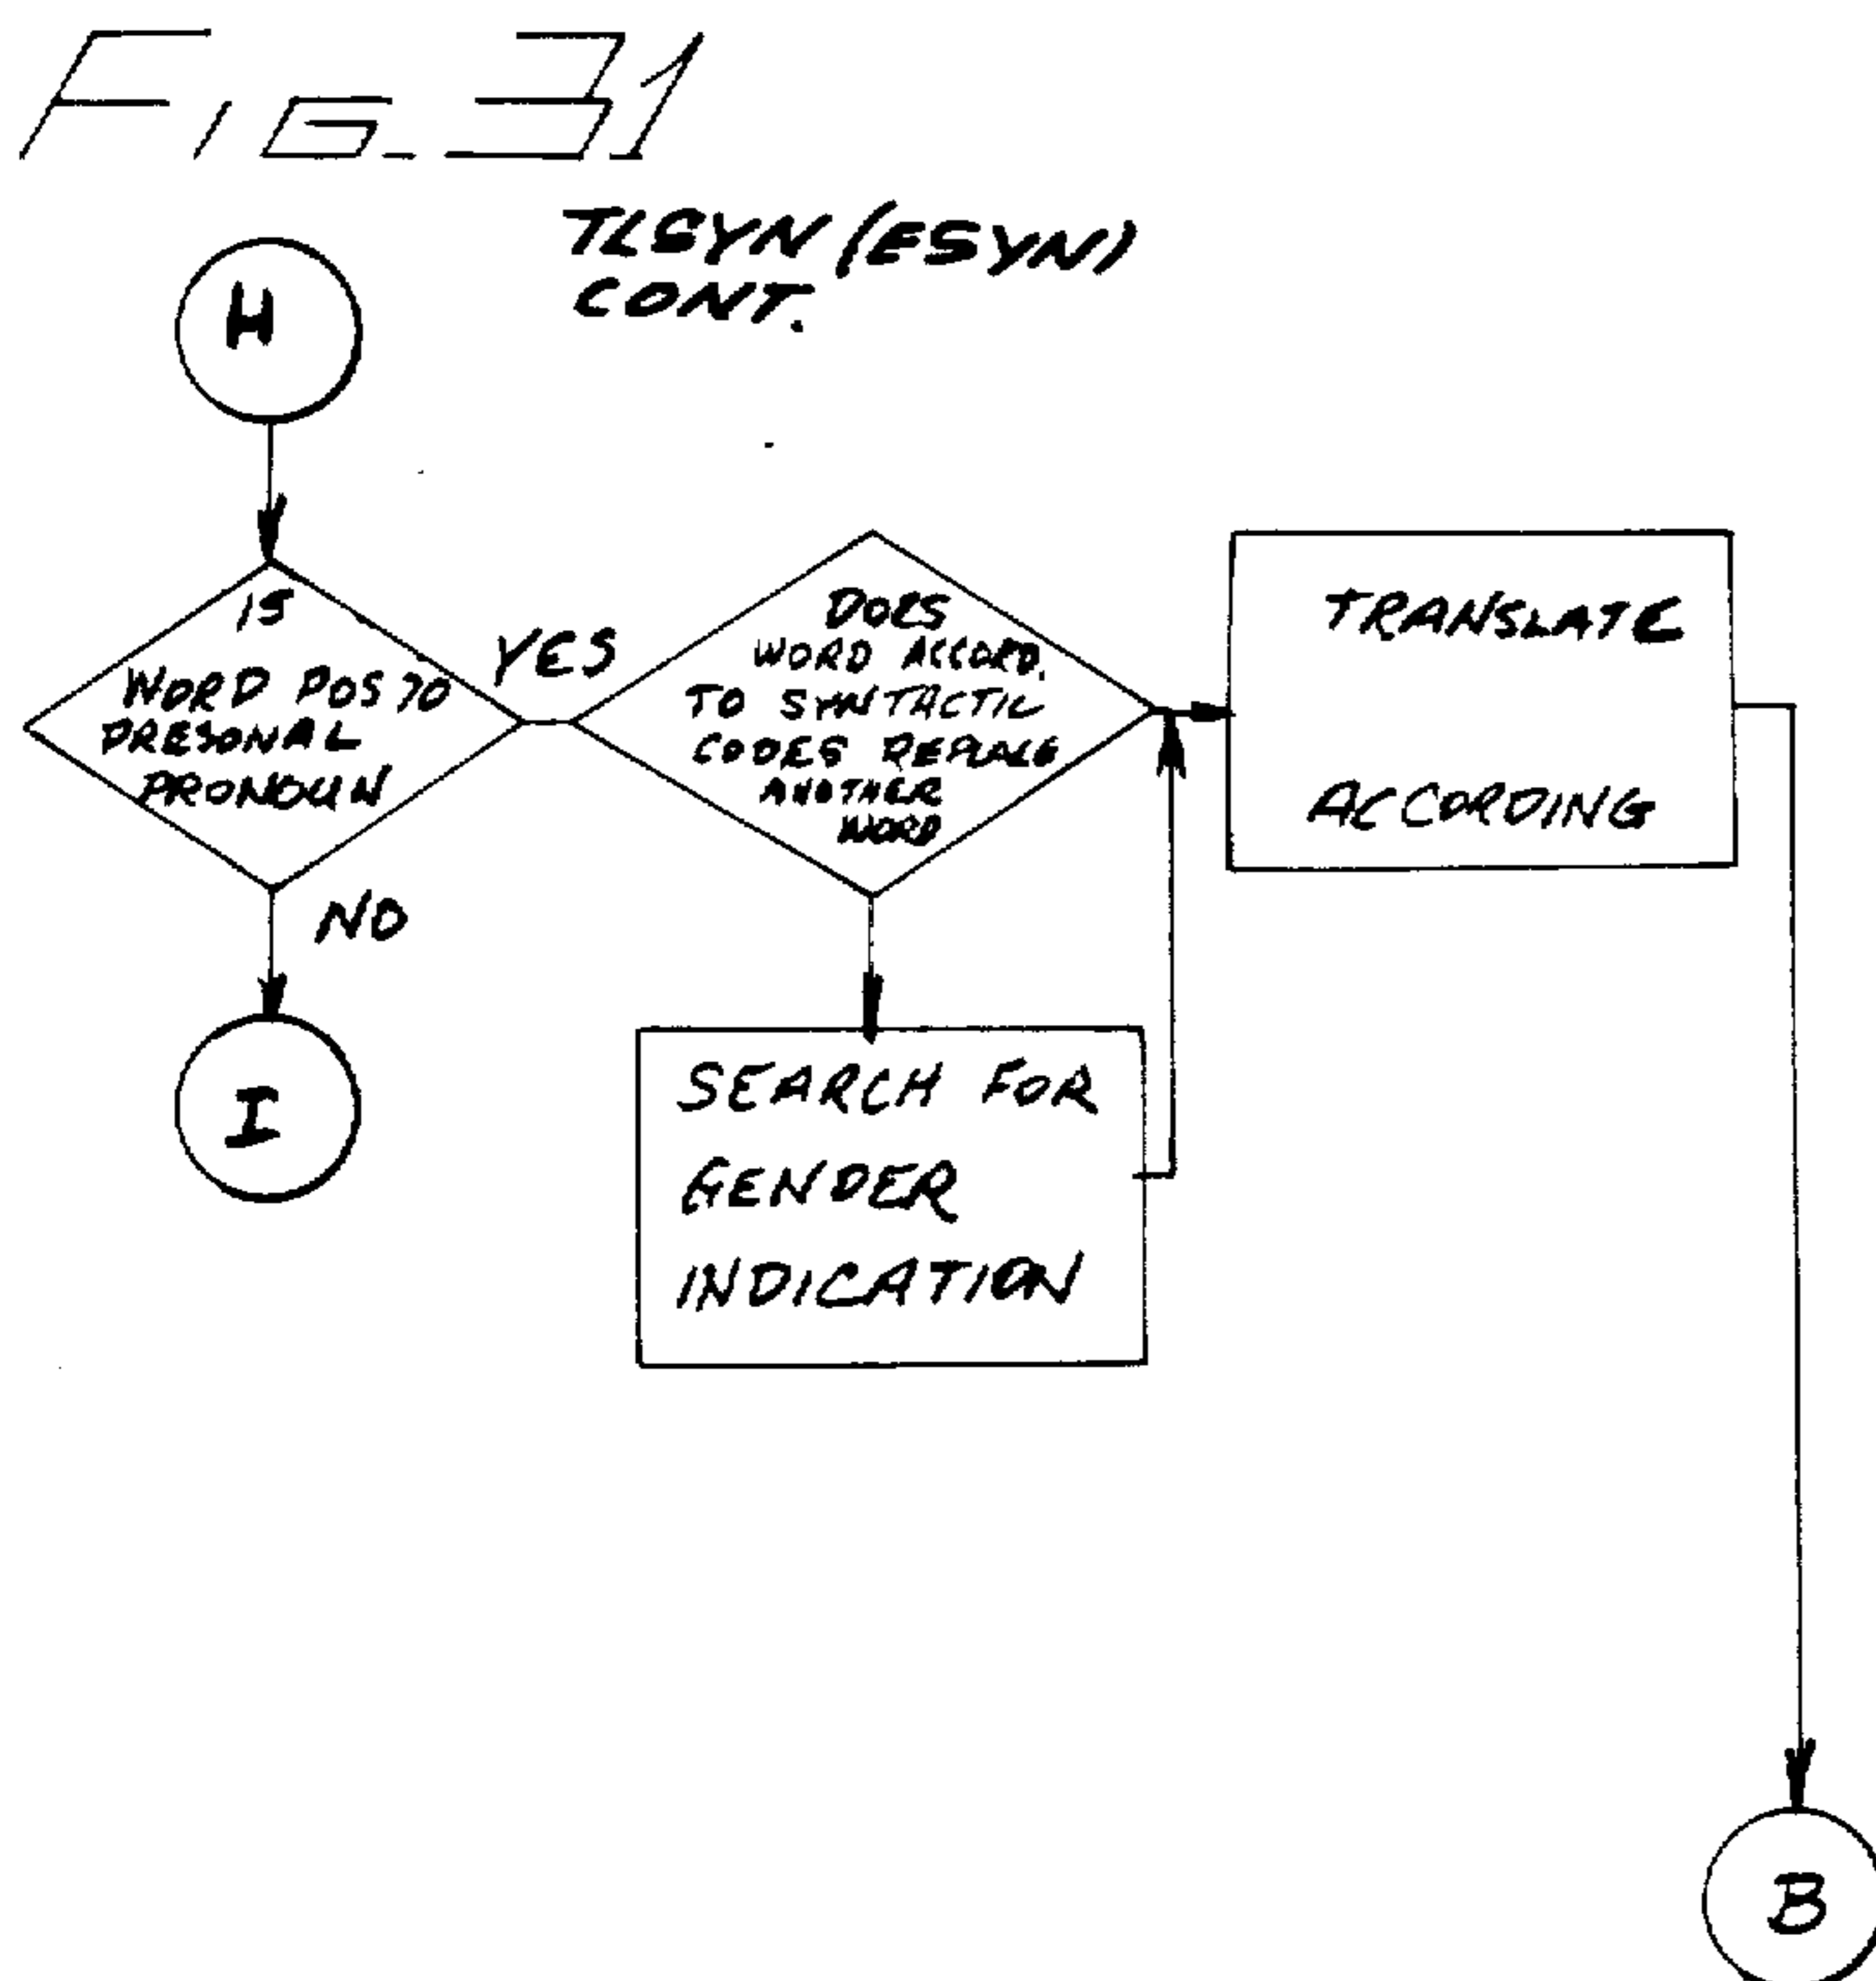 FIG. 31
TLSYN (ESYN)
CONT.
H
IS
WORD POS 70
PRESONAL
PRONOUN
YES
NO
I
DOES
WORD ACCORD.
TO SYNTACTIC
CODES REPLACE
ANOTHER
WORD
TRANSLATE
ACCORDING
SEARCH FOR
GENDER
INDICATION
B